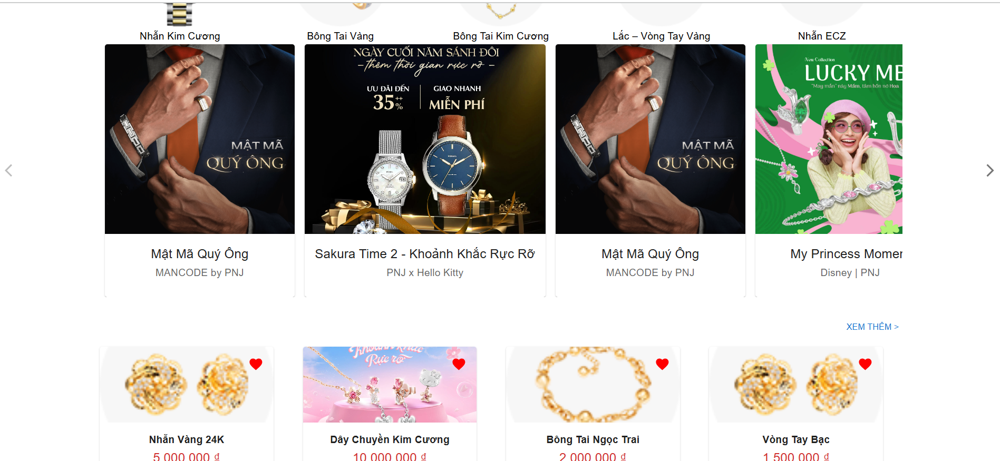 Nhẫn Kim Cương
Bông Tai Vàng
Bông Tai Kim Cương
Lắc – Vòng Tay Vàng
Nhẫn ECZ
MẬT MÃ
QUÝ ÔNG
NGÀY CUỐI NĂM SÁNH ĐÔI
–thêm thời gian rực rỡ –
ƯU ĐÃI ĐẾN
35++%
GIAO NHANH
MIỄN PHÍ
FOSSIL
18
FOSSIL
MẬT MÃ
QUÝ ÔNG
New Collection
LUCKY ME
"May mắn" nảy Mầm, tâm hồn nở Hoa
Mật Mã Quý Ông
MANCODE by PNJ
Sakura Time 2 - Khoảnh Khắc Rực Rỡ
PNJ x Hello Kitty
Mật Mã Quý Ông
MANCODE by PNJ
My Princess Momen
Disney | PNJ
XEM THÊM >
Khoảnh Khắc
Rực rỡ
Nhẫn Vàng 24K
5 000 000 ₫
Dây Chuyền Kim Cương
10 000 000 ₫
Bông Tai Ngọc Trai
2 000 000 ₫
Vòng Tay Bạc
1 500 000 ₫